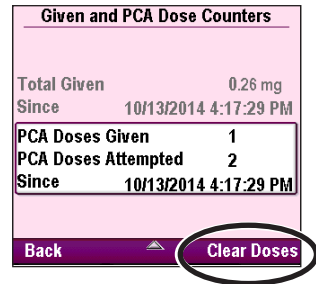 Given and PCA Dose Counters
Total Given 0.26 mg
Since 10/13/2014 4:17:29 PM
PCA Doses Given 1
PCA Doses Attempted 2
Since 10/13/2014 4:17:29 PM
Back Clear Doses